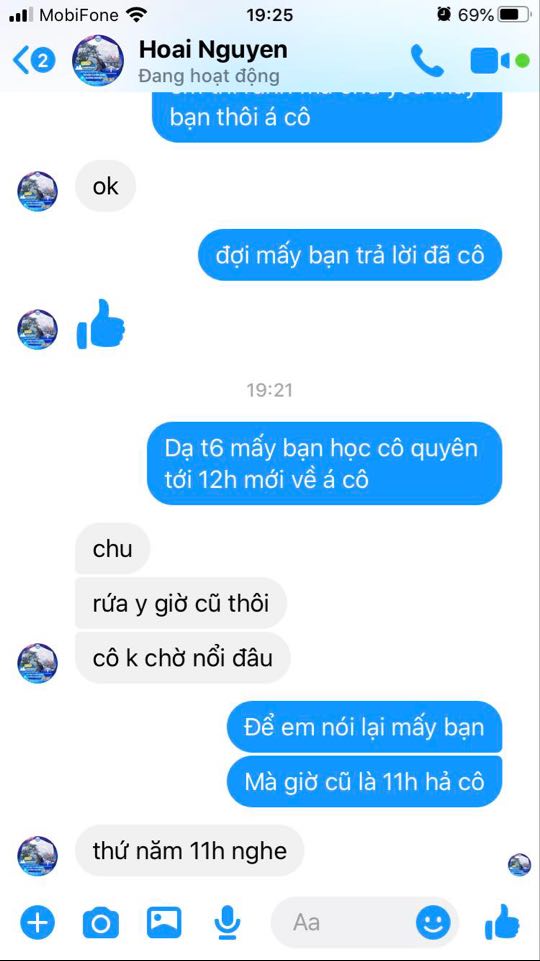 MobiFone
19:25
69%
2
Hoai Nguyen
Đang hoạt động
bạn thôi á cô
ok
đợi mấy bạn trả lời đã cô
19:21
Dạ t6 mấy bạn học cô quyên
tới 12h mới về á cô
chu
rứa y giờ cũ thôi
cô k chờ nổi đâu
Để em nói lại mấy bạn
Mà giờ cũ là 11h hả cô
thứ năm 11h nghe
Aa